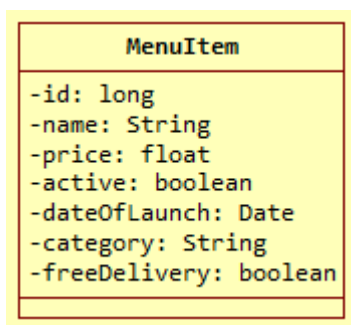 MenuItem
-id: long
-name: String
-price: float
-active: boolean
-dateOfLaunch: Date
-category: String
-freeDelivery: boolean